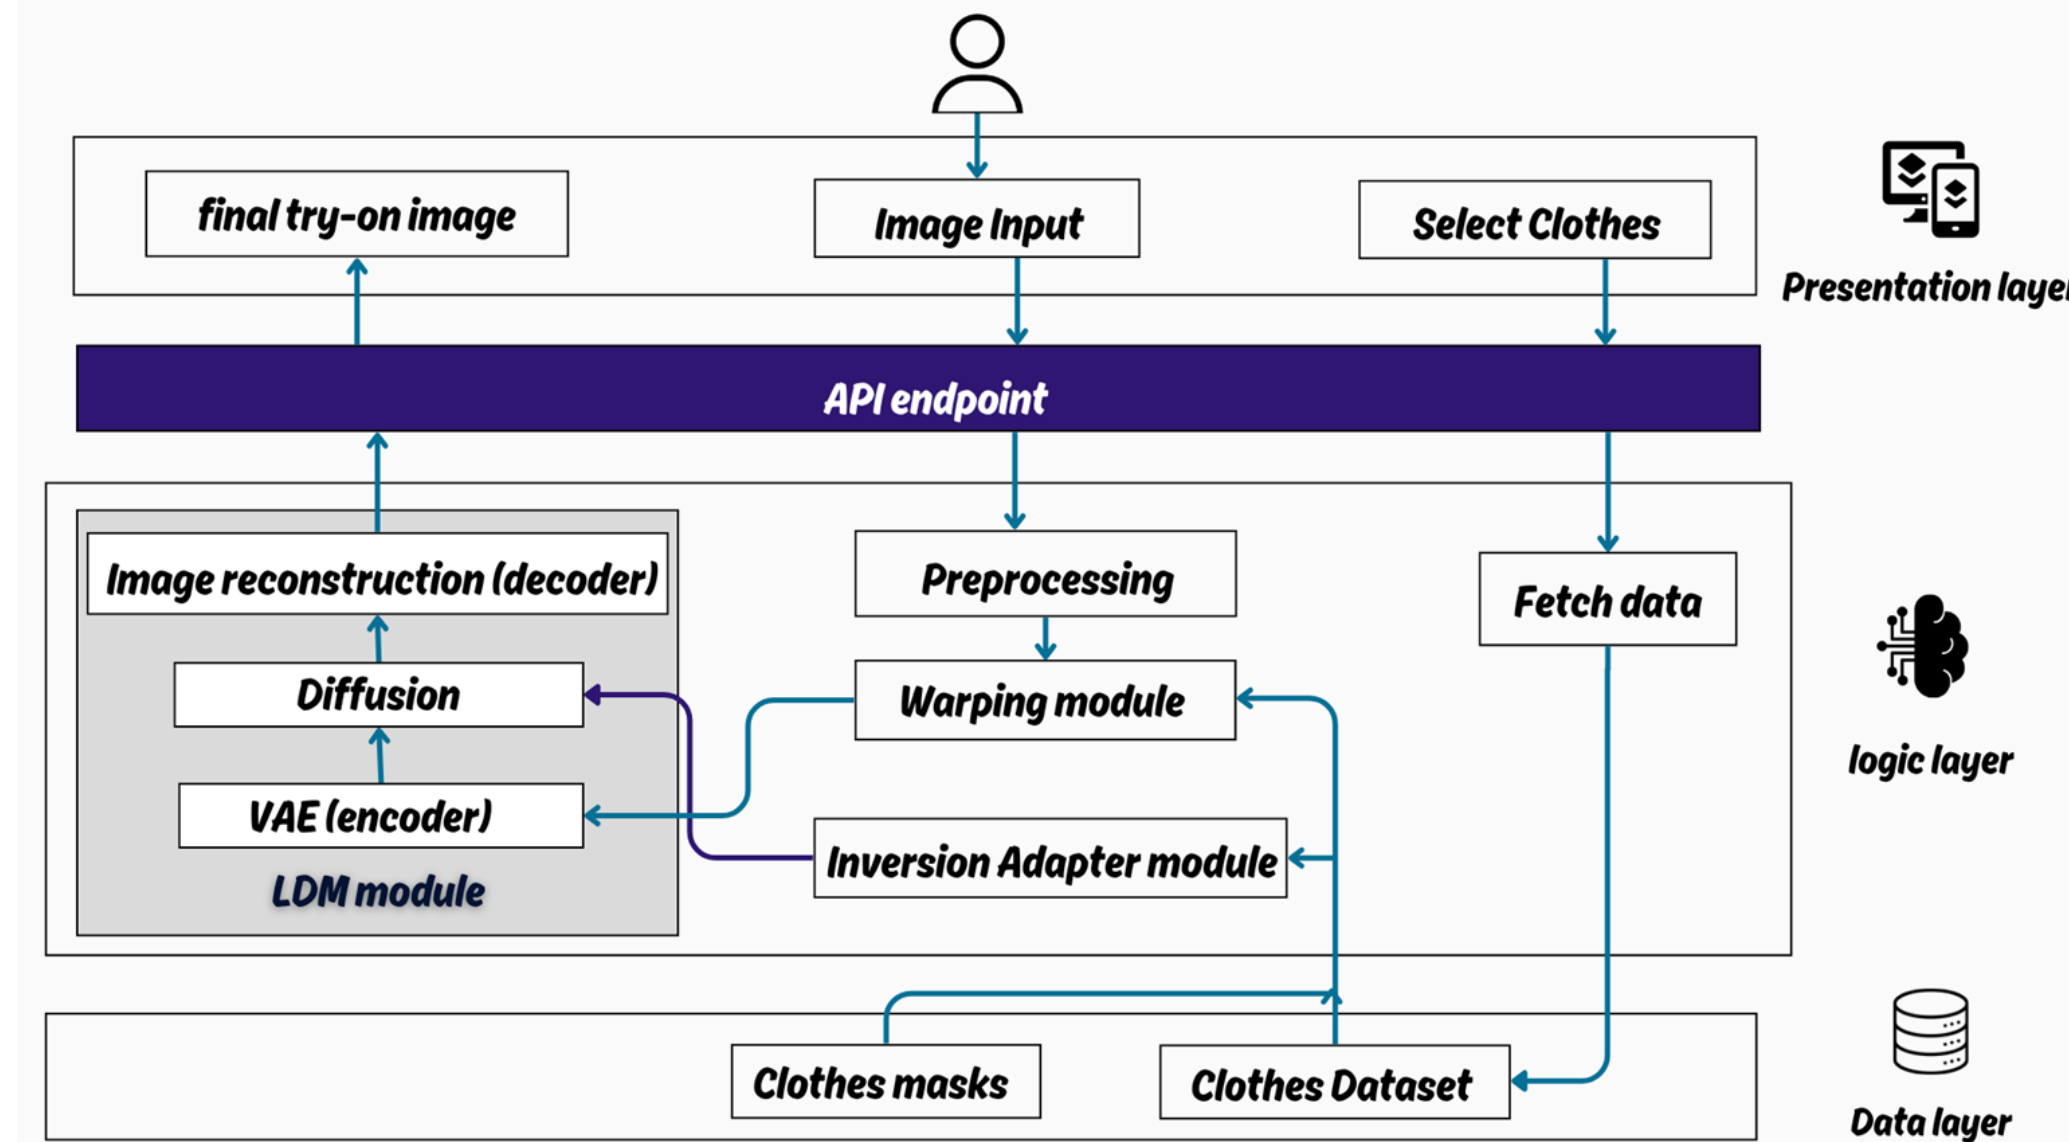 final try-on image
Image Input
Select Clothes
Presentation layer
API endpoint
Image reconstruction (decoder)
Preprocessing
Fetch data
Diffusion
Warping module
logic layer
VAE (encoder)
Inversion Adapter module
LDM module
Clothes masks
Clothes Dataset
Data layer